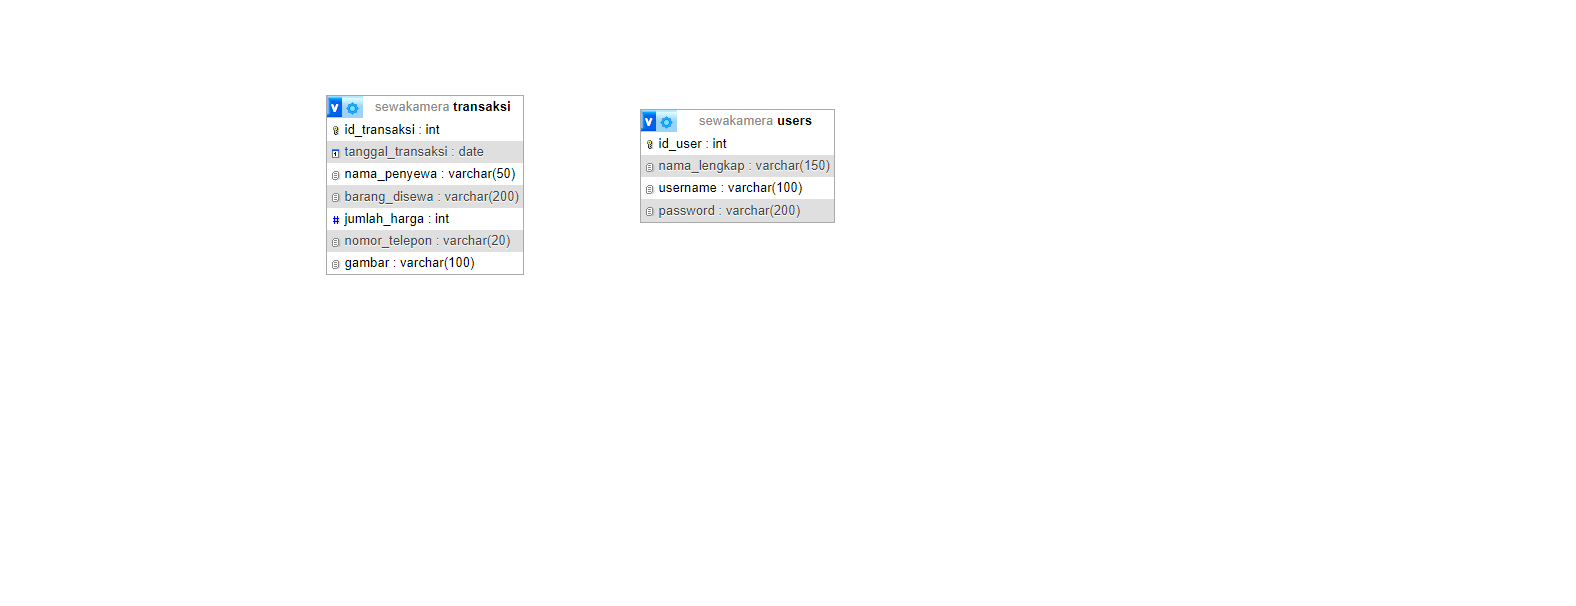 v sewakamera transaksi
id_transaksi : int
tanggal_transaksi : date
nama_penyewa : varchar(50)
barang_disewa : varchar(200)
# jumlah_harga : int
nomor_telepon : varchar(20)
gambar : varchar(100)
v sewakamera users
id_user : int
nama_lengkap : varchar(150)
username : varchar(100)
password : varchar(200)